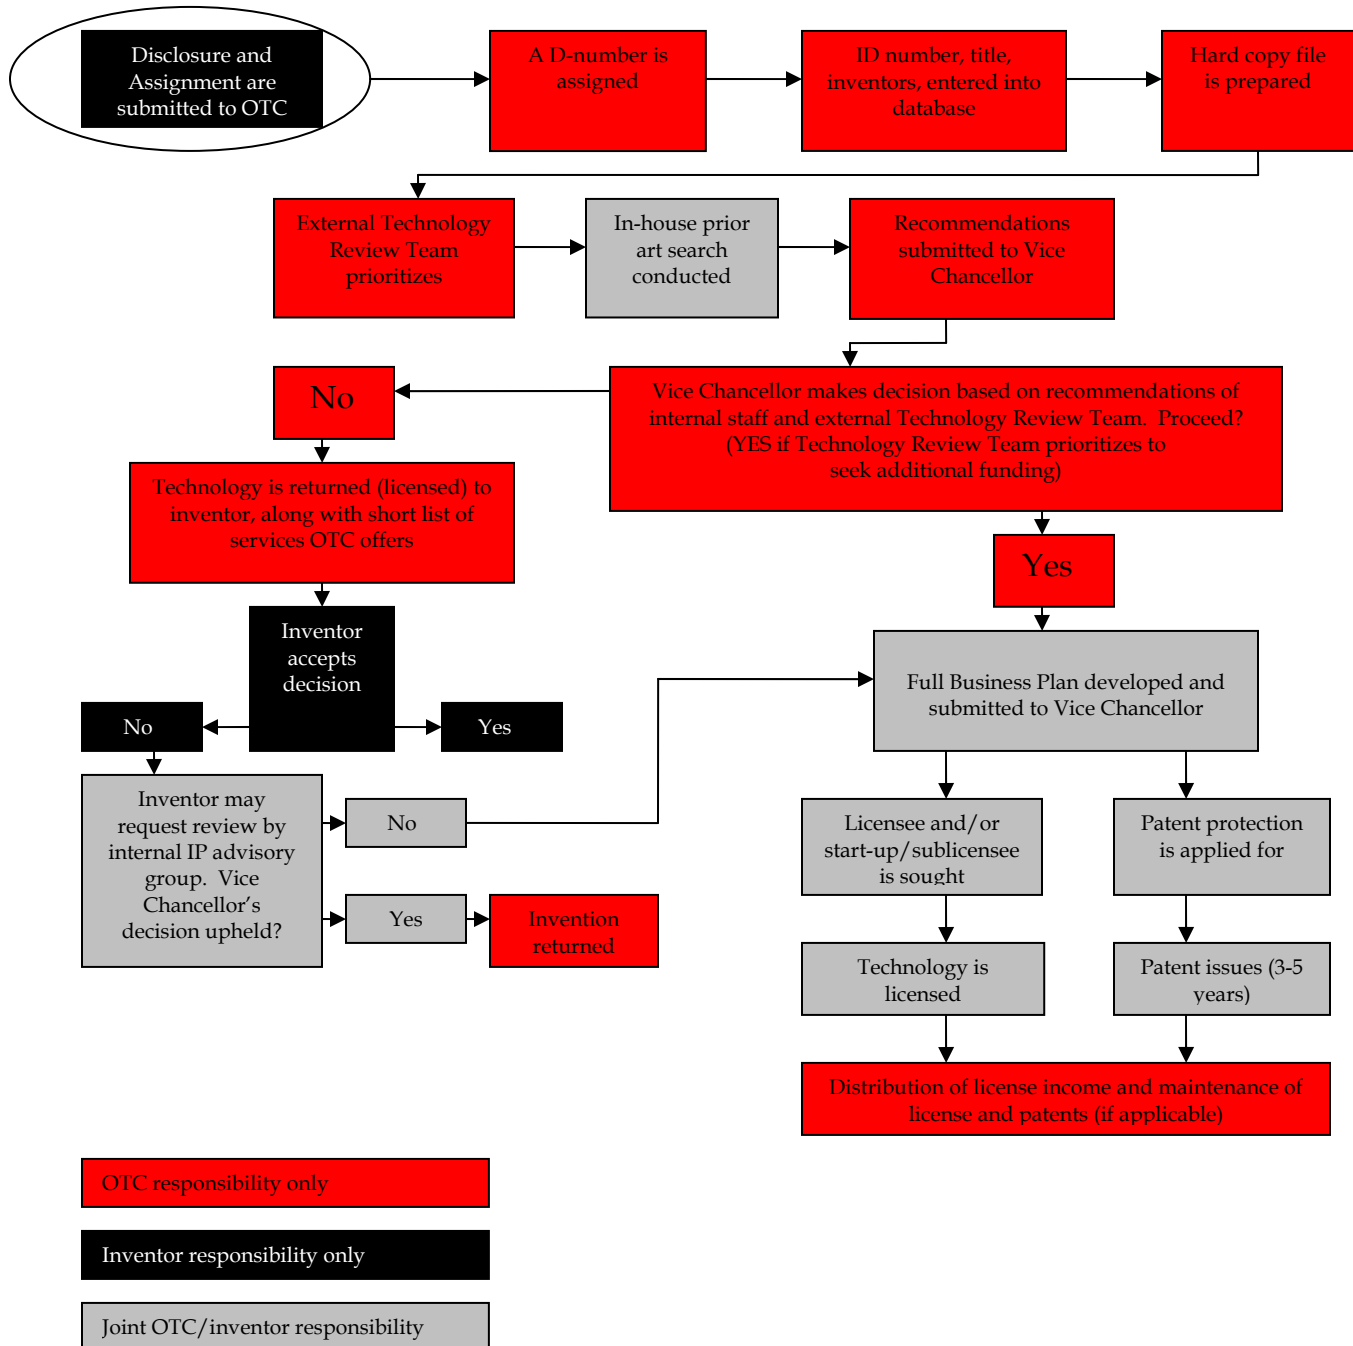 Disclosure and
Assignment are
submitted to OTC
A D-number is
assigned
ID number, title,
inventors, entered into
database
Hard copy file
is prepared
External Technology
Review Team
prioritizes
In-house prior
art search
conducted
Recommendations
submitted to Vice
Chancellor
No
Vice Chancellor makes decision based on recommendations of
internal staff and external Technology Review Team.  Proceed?
(YES if Technology Review Team prioritizes to
seek additional funding)
Technology is returned (licensed) to
inventor, along with short list of
services OTC offers
Yes
Inventor
accepts
decision
No
Yes
Full Business Plan developed and
submitted to Vice Chancellor
Inventor may
request review by
internal IP advisory
group.  Vice
Chancellor's
decision upheld?
No
Yes
Invention
returned
Licensee and/or
start-up/sublicensee
is sought
Patent protection
is applied for
Technology is
licensed
Patent issues (3-5
years)
Distribution of license income and maintenance of
license and patents (if applicable)
OTC responsibility only
Inventor responsibility only
Joint OTC/inventor responsibility